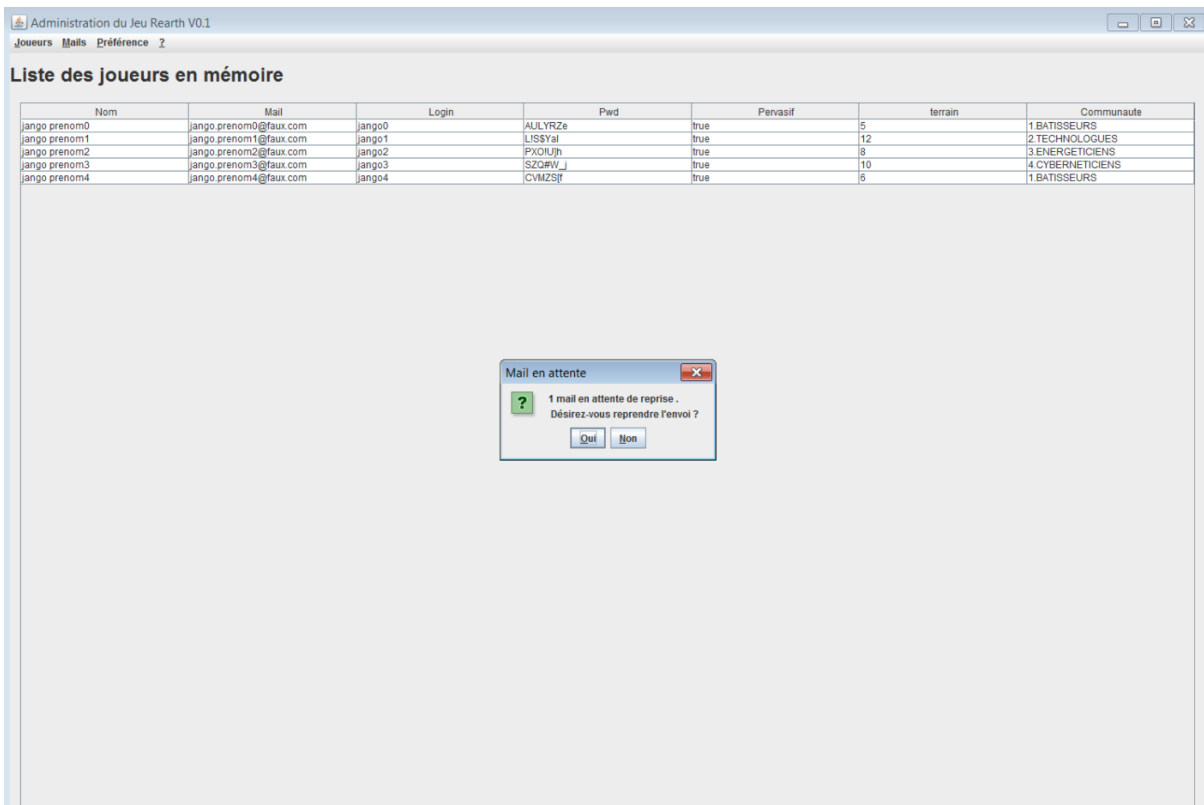 Administration du Jeu Rearth V0.1
Joueurs Mails Préférence ?
Liste des joueurs en mémoire
Nom Mail Login Pwd Pervasif terrain Communaute
jango prenom0 jango.prenom0@faux.com jango0 AULYRZe true 5 1.BATISSEURS
jango prenom1 jango.prenom1@faux.com jango1 L!S$YaI true 12 2.TECHNOLOGUES
jango prenom2 jango.prenom2@faux.com jango2 PXO!U]h true 8 3.ENERGETICIENS
jango prenom3 jango.prenom3@faux.com jango3 SZQ#W_j true 10 4.CYBERNETICIENS
jango prenom4 jango.prenom4@faux.com jango4 CVMZS[f true 6 1.BATISSEURS
Mail en attente
? 1 mail en attente de reprise .
Désirez-vous reprendre l'envoi ?
Oui Non